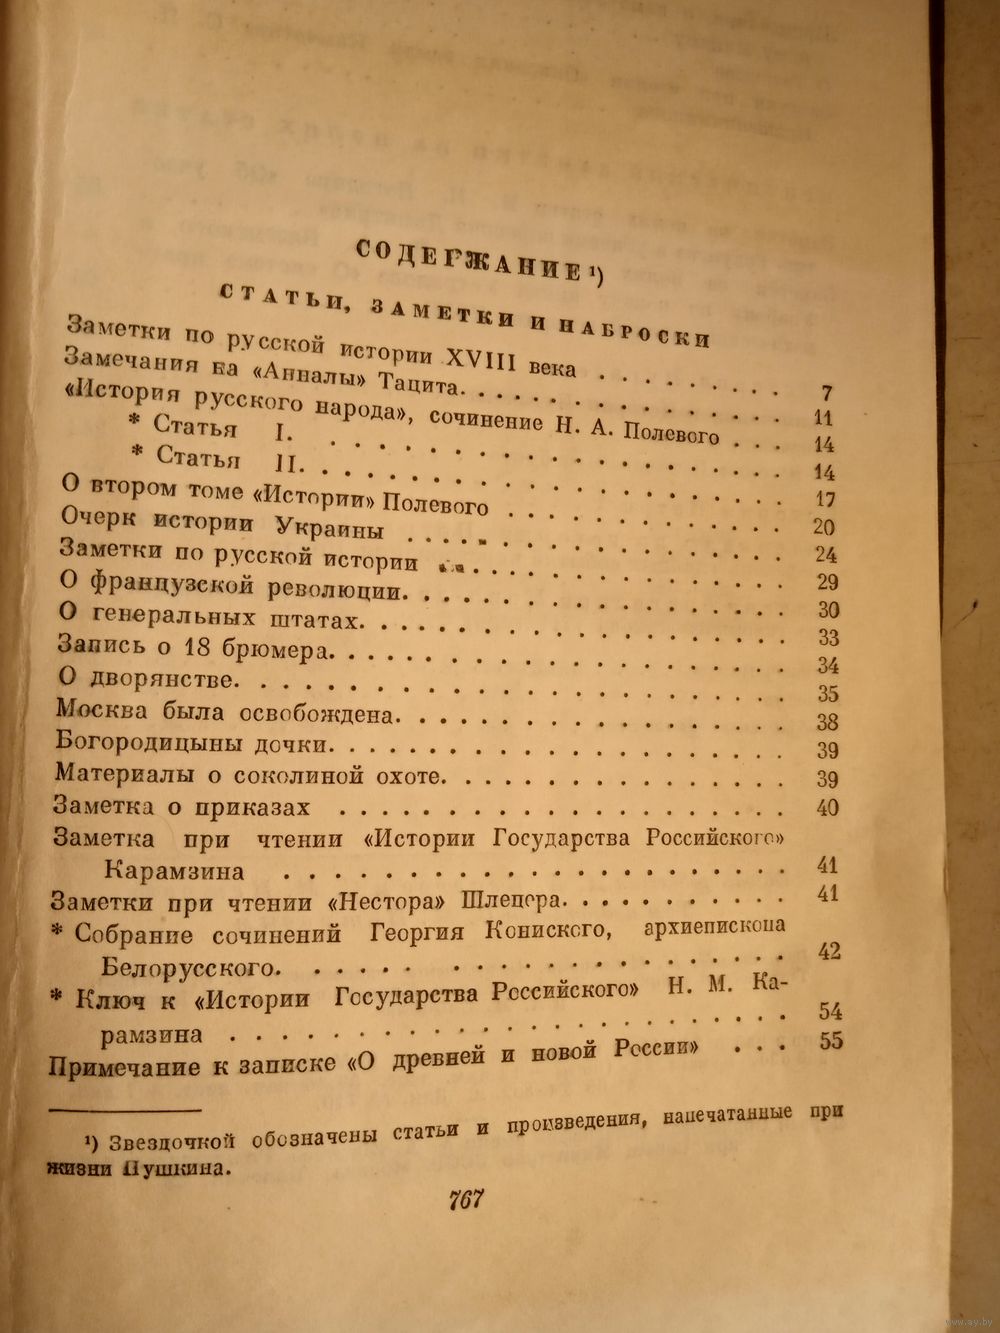 СОДЕРЖАНИЕ ¹)
СТАТЬИ, ЗАМЕТКИ И НАБРОСКИ
Заметки по русской истории XVIII века . . . . . . . . 7
Замечания на «Анналы» Тацита. . . . . . . . . . . . . 11
«История русского народа», сочинение Н. А. Полевого . . . 14
* Статья I. . . . . . . . . . . . . . . . . . 14
* Статья II. . . . . . . . . . . . . . . . . . 17
О втором томе «Истории» Полевого . . . . . . . . . . . 20
Очерк истории Украины . . . . . . . . . . . . . . . 24
Заметки по русской истории . . . . . . . . . . . . . 29
О французской революции. . . . . . . . . . . . . . . 30
О генеральных штатах. . . . . . . . . . . . . . . . 33
Запись о 18 брюмера. . . . . . . . . . . . . . . . . 34
О дворянстве. . . . . . . . . . . . . . . . . . . . 35
Москва была освобождена. . . . . . . . . . . . . . . 38
Богородицыны дочки. . . . . . . . . . . . . . . . . 39
Материалы о соколиной охоте. . . . . . . . . . . . . 39
Заметка о приказах . . . . . . . . . . . . . . . . . 40
Заметка при чтении «Истории Государства Российского»
Карамзина . . . . . . . . . . . . . . . . . . . . 41
Заметки при чтении «Нестора» Шлецера. . . . . . . . . . 41
* Собрание сочинений Георгия Кониского, архиепископа
Белорусского. . . . . . . . . . . . . . . . . . . 42
* Ключ к «Истории Государства Российского» Н. М. Ка-
рамзина . . . . . . . . . . . . . . . . . . . . . 54
Примечание к записке «О древней и новой России» . . . 55
¹) Звездочкой обозначены статьи и произведения, напечатанные при
жизни Пушкина.
767
www.ay.by